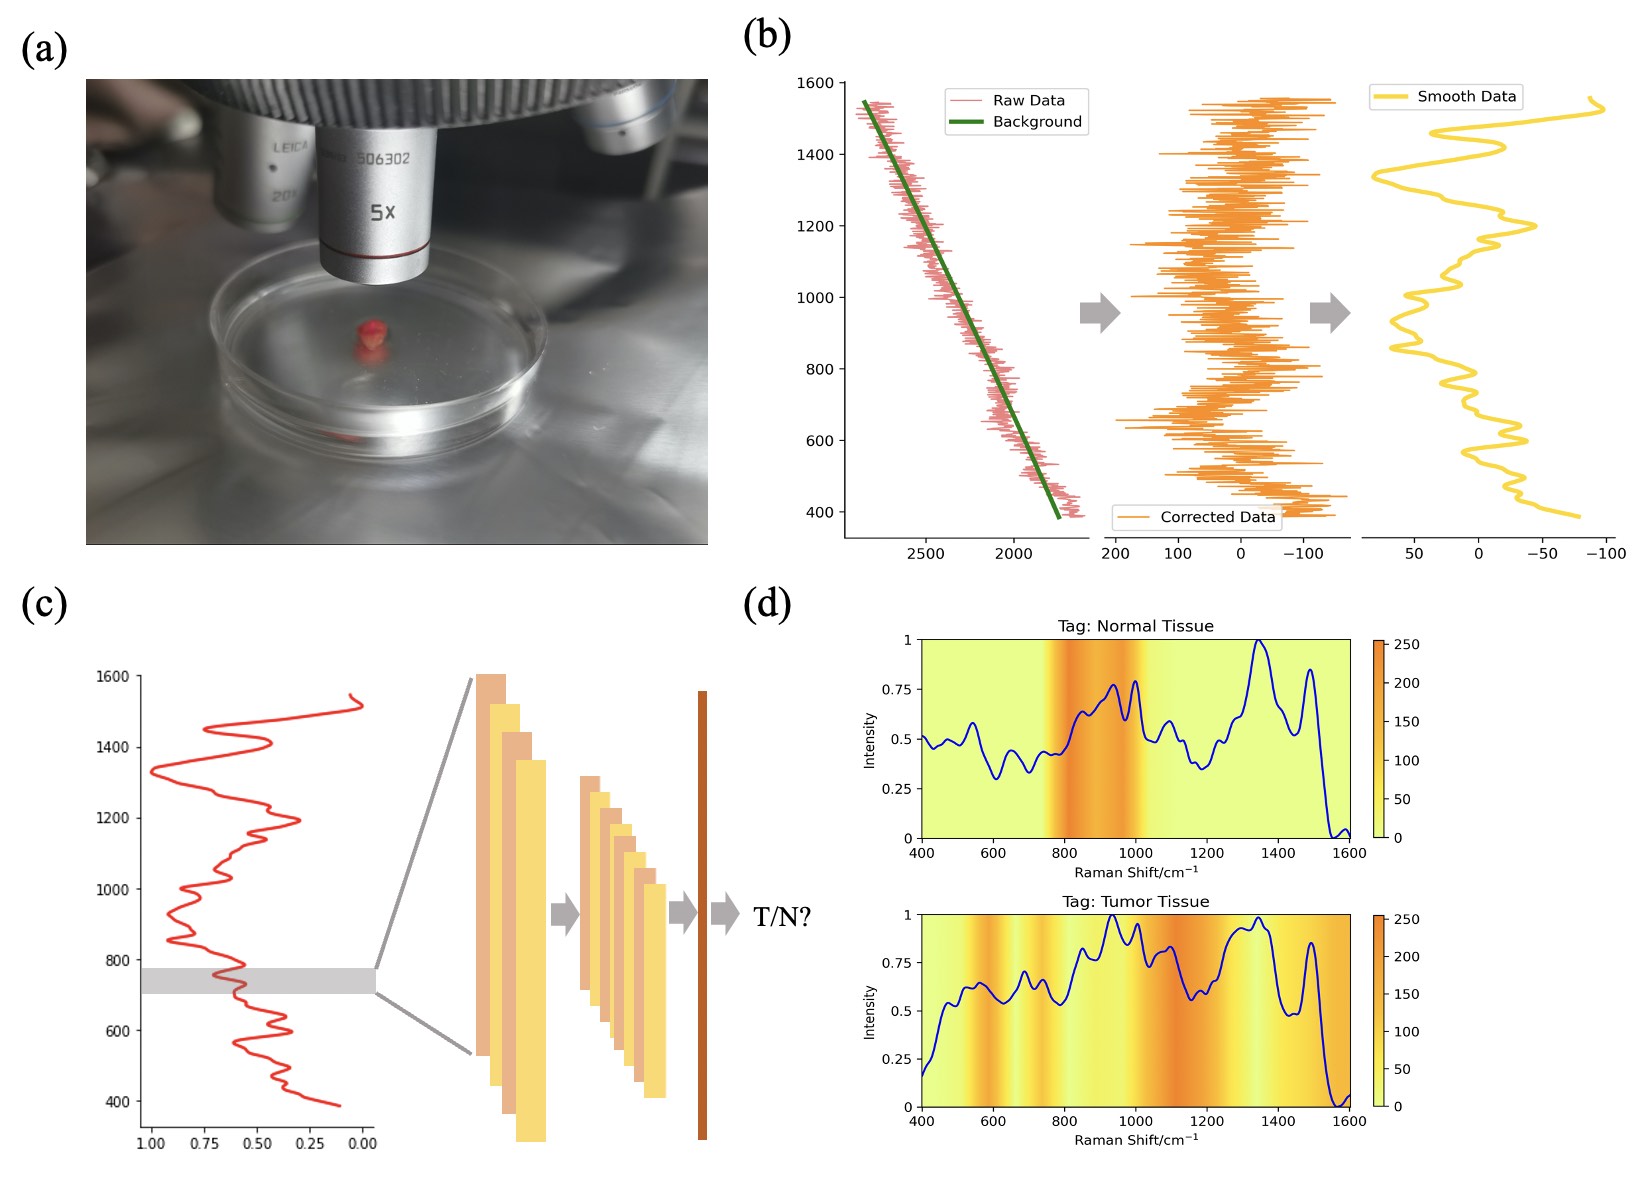 (a)
LEICA
20
506302
5x
(b)
1600
1400
1200
1000
800
600
400
Raw Data
Background
Corrected Data
Smooth Data
2500 2000
200 100 0 −100
50 0 −50 −100
(c)
1600
1400
1200
1000
800
600
400
1.00 0.75 0.50 0.25 0.00
T/N?
(d)
Tag: Normal Tissue
Intensity
1
0.75
0.5
0.25
0
400 600 800 1000 1200 1400 1600
Raman Shift/cm⁻¹
250
200
150
100
50
0
Tag: Tumor Tissue
Intensity
1
0.75
0.5
0.25
0
400 600 800 1000 1200 1400 1600
Raman Shift/cm⁻¹
250
200
150
100
50
0